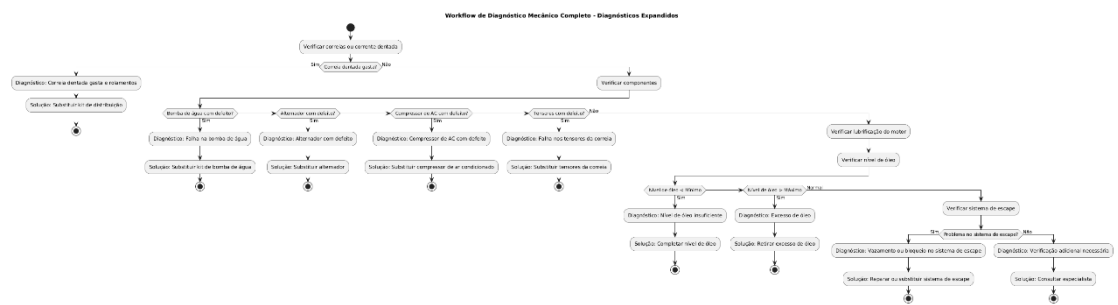 Workflow de Diagnóstico Mecânico Completo - Diagnósticos Expandidos
Verificar correias ou corrente dentada
Sim
Correia dentada gasta?
Não
Diagnóstico: Correia dentada gasta e rolamentos
Solução: Substituir kit de distribuição
Verificar componentes
Bomba de água com defeito?
Sim
Diagnóstico: Falha na bomba de água
Solução: Substituir kit de bomba de água
Alternador com defeito?
Sim
Diagnóstico: Alternador com defeito
Solução: Substituir alternador
Compressor de AC com defeito?
Sim
Diagnóstico: Compressor de AC com defeito
Solução: Substituir compressor de ar condicionado
Tensores com defeito?
Não
Sim
Diagnóstico: Falha nos tensores da correia
Solução: Substituir tensores da correia
Verificar lubrificação do motor
Verificar nível de óleo
Nível de óleo < Mínimo
Sim
Diagnóstico: Nível de óleo insuficiente
Solução: Completar nível de óleo
Nível de óleo > Máximo
Sim
Diagnóstico: Excesso de óleo
Solução: Retirar excesso de óleo
Verificar sistema de escape
Sim
Problema no sistema de escape?
Não
Diagnóstico: Vazamento ou bloqueio no sistema de escape
Solução: Reparar ou substituir sistema de escape
Diagnóstico: Verificação adicional necessária
Solução: Consultar especialista